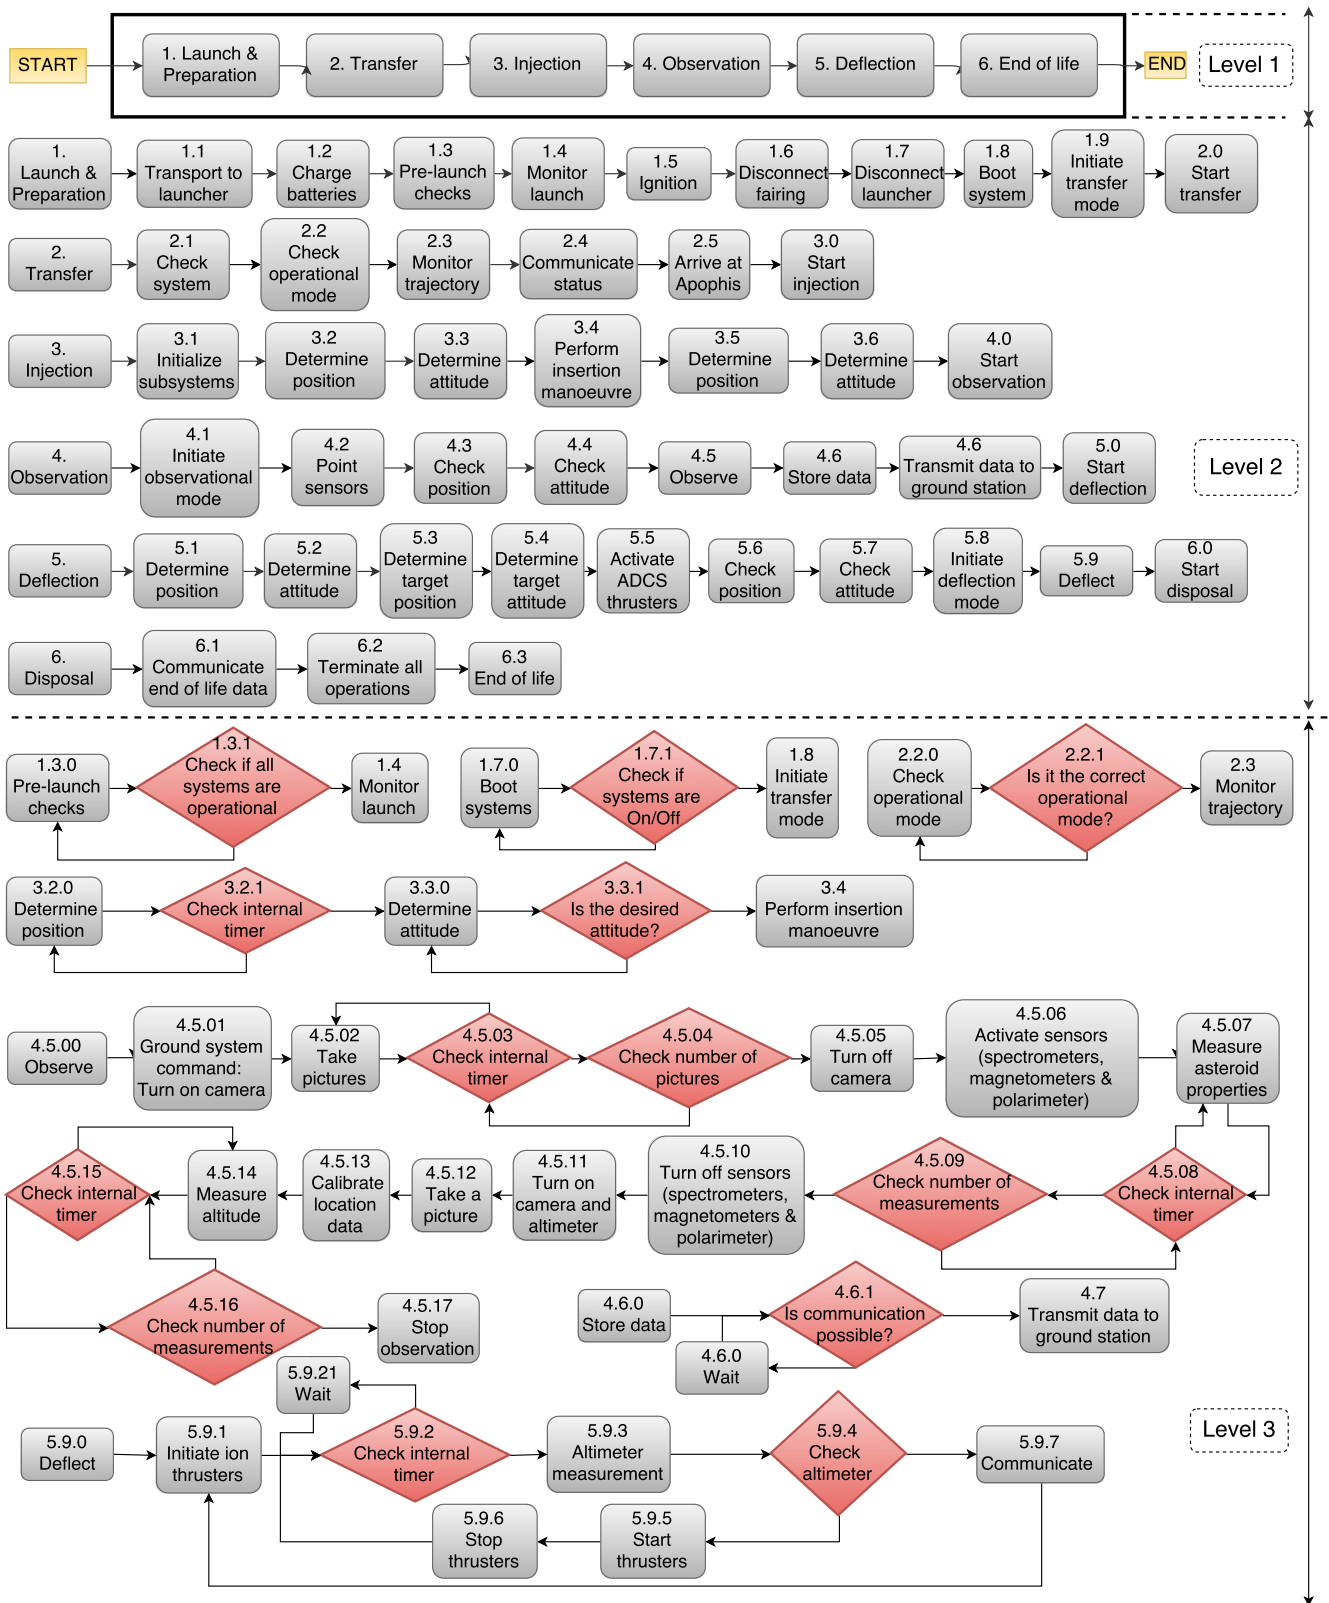 START
1. Launch &
Preparation
2. Transfer
3. Injection
4. Observation
5. Deflection
6. End of life
END
Level 1
1.
Launch &
Preparation
1.1
Transport to
launcher
1.2
Charge
batteries
1.3
Pre-launch
checks
1.4
Monitor
launch
1.5
Ignition
1.6
Disconnect
fairing
1.7
Disconnect
launcher
1.8
Boot
system
1.9
Initiate
transfer
mode
2.0
Start
transfer
2.
Transfer
2.1
Check
system
2.2
Check
operational
mode
2.3
Monitor
trajectory
2.4
Communicate
status
2.5
Arrive at
Apophis
3.0
Start
injection
3.
Injection
3.1
Initialize
subsystems
3.2
Determine
position
3.3
Determine
attitude
3.4
Perform
insertion
manoeuvre
3.5
Determine
position
3.6
Determine
attitude
4.0
Start
observation
4.
Observation
4.1
Initiate
observational
mode
4.2
Point
sensors
4.3
Check
position
4.4
Check
attitude
4.5
Observe
4.6
Store data
4.6
Transmit data to
ground station
5.0
Start
deflection
Level 2
5.
Deflection
5.1
Determine
position
5.2
Determine
attitude
5.3
Determine
target
position
5.4
Determine
target
attitude
5.5
Activate
ADCS
thrusters
5.6
Check
position
5.7
Check
attitude
5.8
Initiate
deflection
mode
5.9
Deflect
6.0
Start
disposal
6.
Disposal
6.1
Communicate
end of life data
6.2
Terminate all
operations
6.3
End of life
1.3.0
Pre-launch
checks
1.3.1
Check if all
systems are
operational
1.4
Monitor
launch
1.7.0
Boot
systems
1.7.1
Check if
systems are
On/Off
1.8
Initiate
transfer
mode
2.2.0
Check
operational
mode
2.2.1
Is it the correct
operational
mode?
2.3
Monitor
trajectory
3.2.0
Determine
position
3.2.1
Check internal
timer
3.3.0
Determine
attitude
3.3.1
Is the desired
attitude?
3.4
Perform insertion
manoeuvre
4.5.00
Observe
4.5.01
Ground system
command:
Turn on camera
4.5.02
Take
pictures
4.5.03
Check internal
timer
4.5.04
Check number of
pictures
4.5.05
Turn off
camera
4.5.06
Activate sensors
(spectrometers,
magnetometers &
polarimeter)
4.5.07
Measure
asteroid
properties
4.5.15
Check internal
timer
4.5.14
Measure
altitude
4.5.13
Calibrate
location
data
4.5.12
Take a
picture
4.5.11
Turn on
camera and
altimeter
4.5.10
Turn off sensors
(spectrometers,
magnetometers &
polarimeter)
4.5.09
Check number of
measurements
4.5.08
Check internal
timer
4.5.16
Check number of
measurements
4.5.17
Stop
observation
4.6.0
Store data
4.6.1
Is communication
possible?
4.7
Transmit data to
ground station
4.6.0
Wait
5.9.21
Wait
5.9.0
Deflect
5.9.1
Initiate ion
thrusters
5.9.2
Check internal
timer
5.9.3
Altimeter
measurement
5.9.4
Check
altimeter
5.9.7
Communicate
Level 3
5.9.6
Stop
thrusters
5.9.5
Start
thrusters